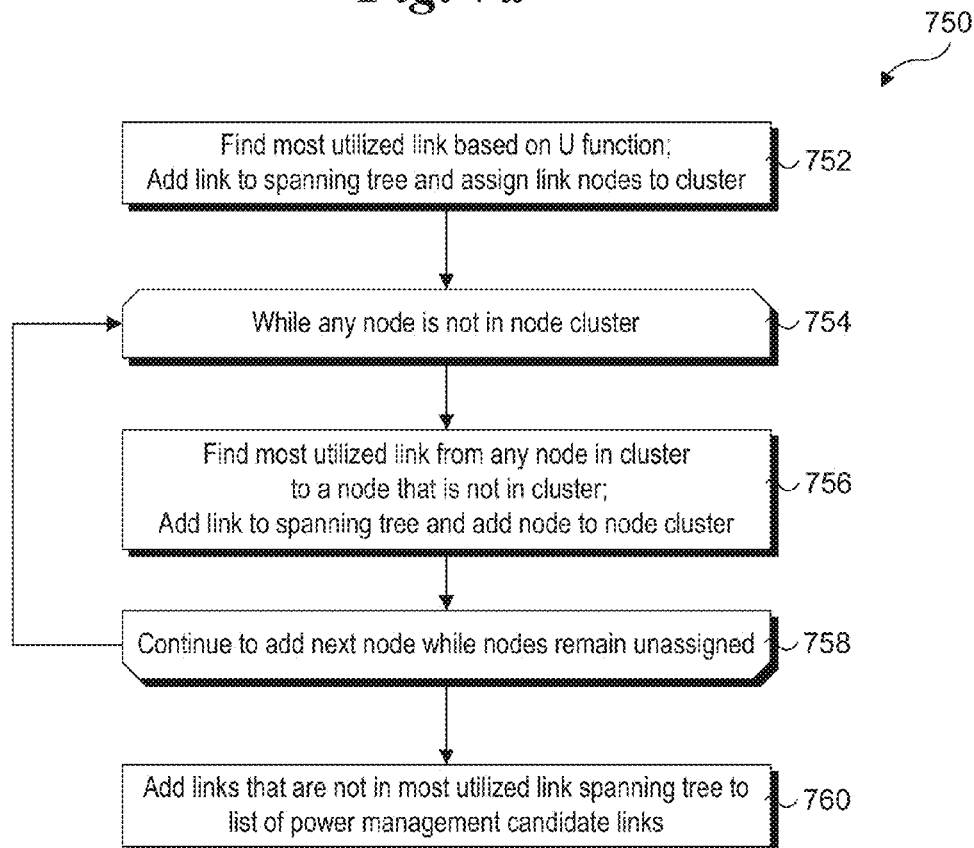 750
Find most utilized link based on U function;
Add link to spanning tree and assign link nodes to cluster
752
While any node is not in node cluster
754
Find most utilized link from any node in cluster
to a node that is not in cluster;
Add link to spanning tree and add node to node cluster
756
Continue to add next node while nodes remain unassigned
758
Add links that are not in most utilized link spanning tree to
list of power management candidate links
760